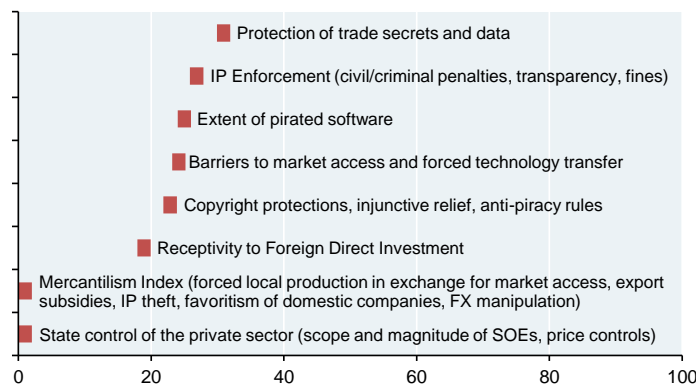 Protection of trade secrets and data
IP Enforcement (civil/criminal penalties, transparency, fines)
Extent of pirated software
Barriers to market access and forced technology transfer
Copyright protections, injunctive relief, anti-piracy rules
Receptivity to Foreign Direct Investment
Mercantilism Index (forced local production in exchange for market access, export
subsidies, IP theft, favoritism of domestic companies, FX manipulation)
State control of the private sector (scope and magnitude of SOEs, price controls)
0 20 40 60 80 100